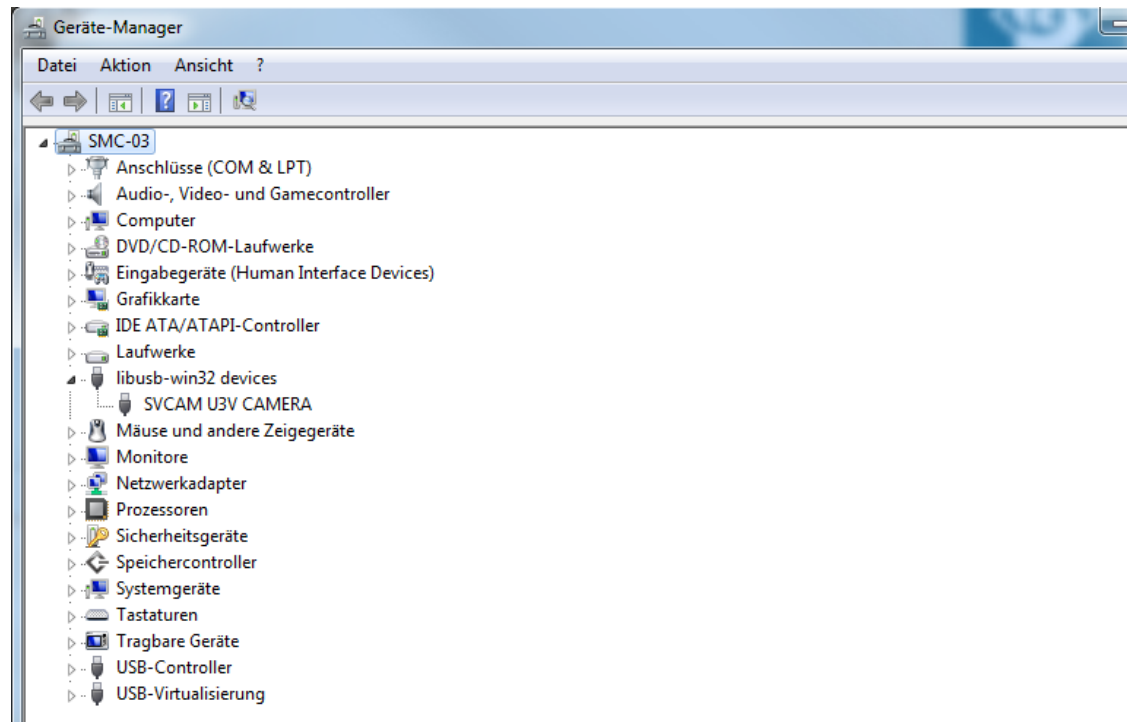 Geräte-Manager
Datei Aktion Ansicht ?
?
SMC-03
Anschlüsse (COM & LPT)
Audio-, Video- und Gamecontroller
Computer
DVD/CD-ROM-Laufwerke
Eingabegeräte (Human Interface Devices)
Grafikkarte
IDE ATA/ATAPI-Controller
Laufwerke
libusb-win32 devices
SVCAM U3V CAMERA
Mäuse und andere Zeigegeräte
Monitore
Netzwerkadapter
Prozessoren
Sicherheitsgeräte
Speichercontroller
Systemgeräte
Tastaturen
Tragbare Geräte
USB-Controller
USB-Virtualisierung